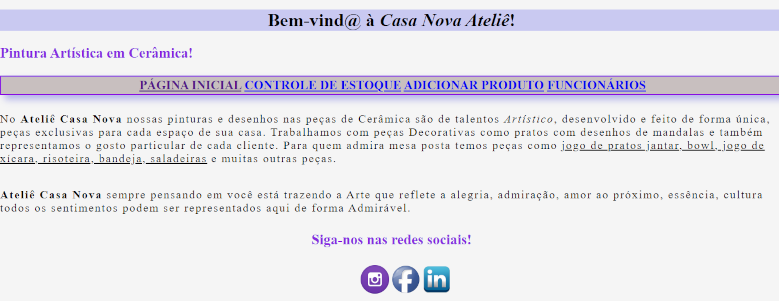 Bem-vind@ à Casa Nova Ateliê!
Pintura Artística em Cerâmica!
PÁGINA INICIAL CONTROLE DE ESTOQUE ADICIONAR PRODUTO FUNCIONÁRIOS
No Ateliê Casa Nova nossas pinturas e desenhos nas peças de Cerâmica são de talentos Artístico, desenvolvido e feito de forma única,
peças exclusivas para cada espaço de sua casa. Trabalhamos com peças Decorativas como pratos com desenhos de mandalas e também
representamos o gosto particular de cada cliente. Para quem admira mesa posta temos peças como jogo de pratos jantar, bowl, jogo de
xícara, risoteira, bandeja, saladeiras e muitas outras peças.
Ateliê Casa Nova sempre pensando em você está trazendo a Arte que reflete a alegria, admiração, amor ao próximo, essência, cultura
todos os sentimentos podem ser representados aqui de forma Admirável.
Siga-nos nas redes sociais!